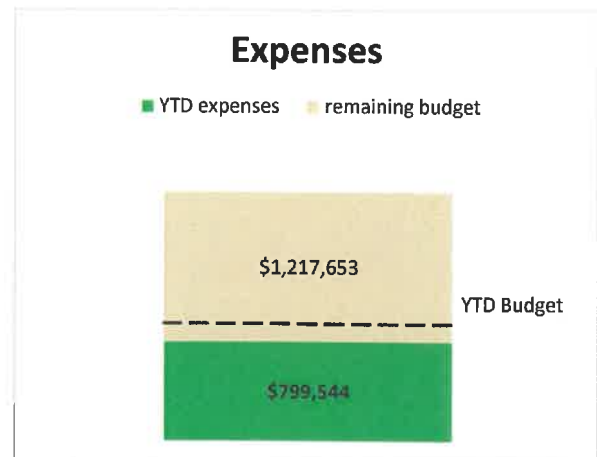 Expenses
YTD expenses remaining budget
$1,217,653
YTD Budget
$799,544